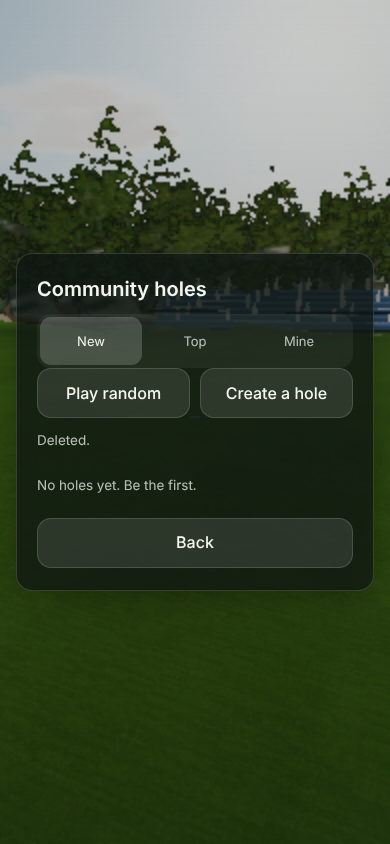 Community holes
New Top Mine
Play random Create a hole
Deleted.
No holes yet. Be the first.
Back